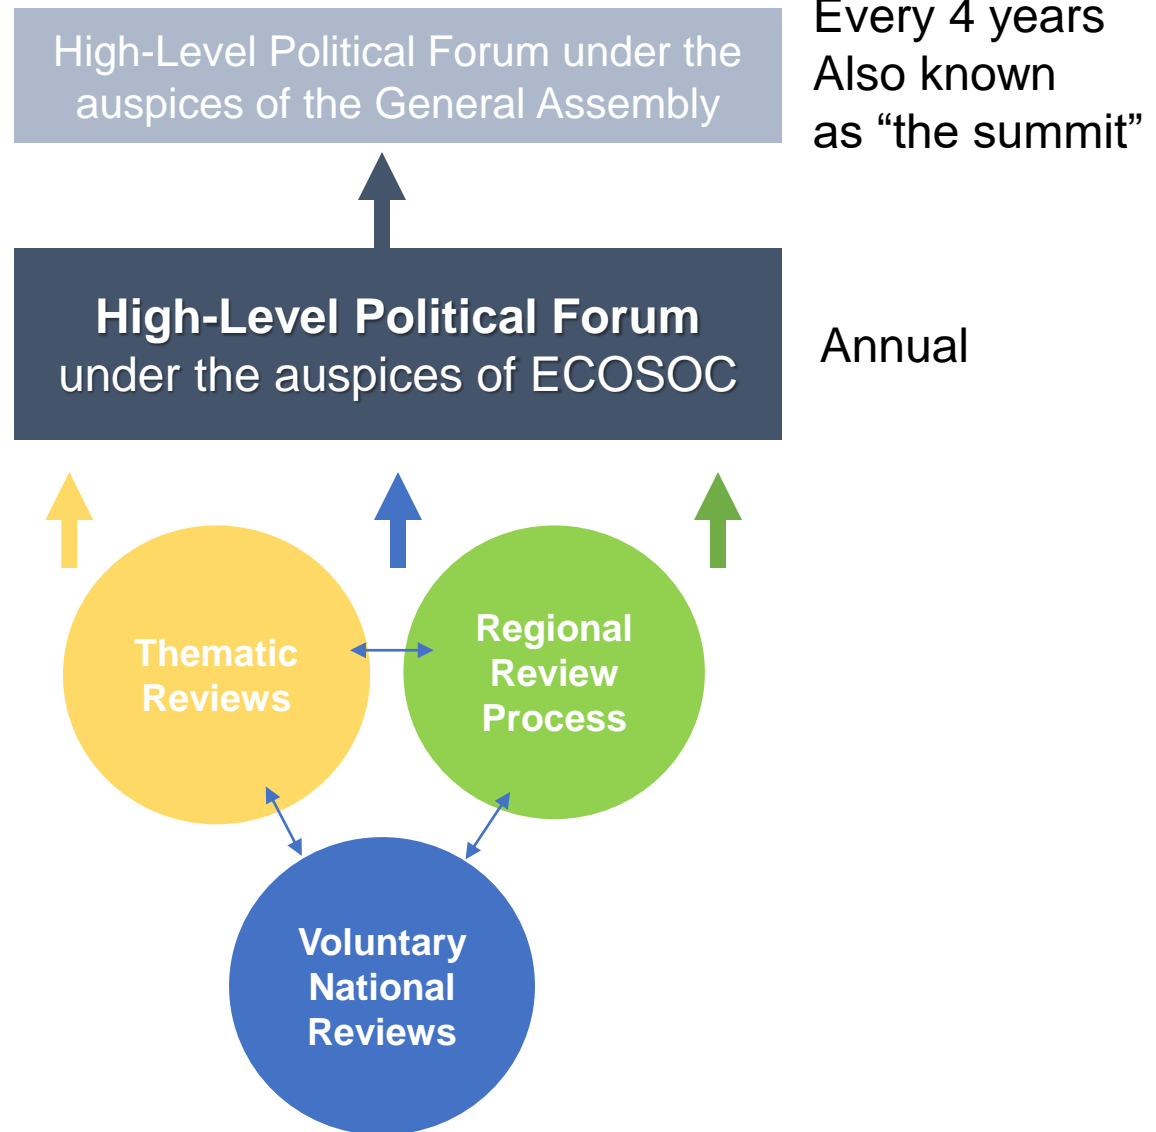 High-Level Political Forum under the
auspices of the General Assembly
Every 4 years
Also known
as “the summit”
High-Level Political Forum
under the auspices of ECOSOC
Annual
Thematic
Reviews
Regional
Review
Process
Voluntary
National
Reviews